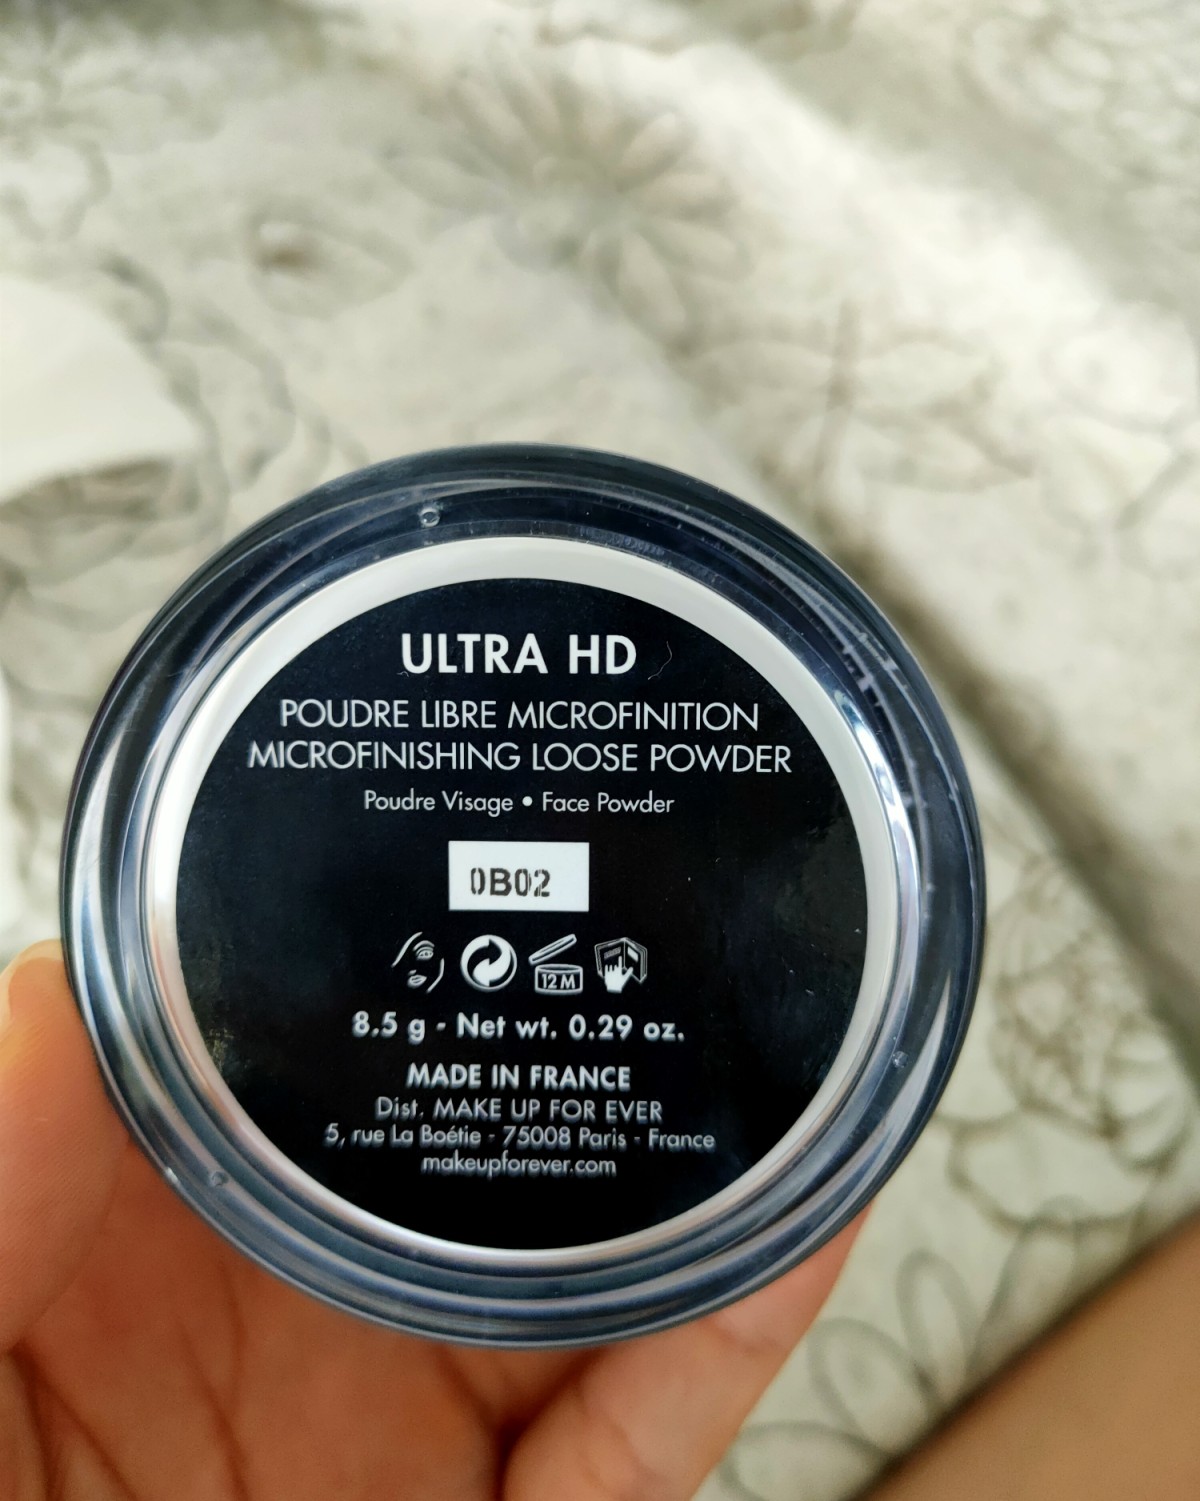 ULTRA HD
POUDRE LIBRE MICROFINITION
MICROFINISHING LOOSE POWDER
Poudre Visage • Face Powder
0B02
12 M
8.5 g - Net wt. 0.29 oz.
MADE IN FRANCE
Dist. MAKE UP FOR EVER
5, rue La Boétie - 75008 Paris - France
makeupforever.com